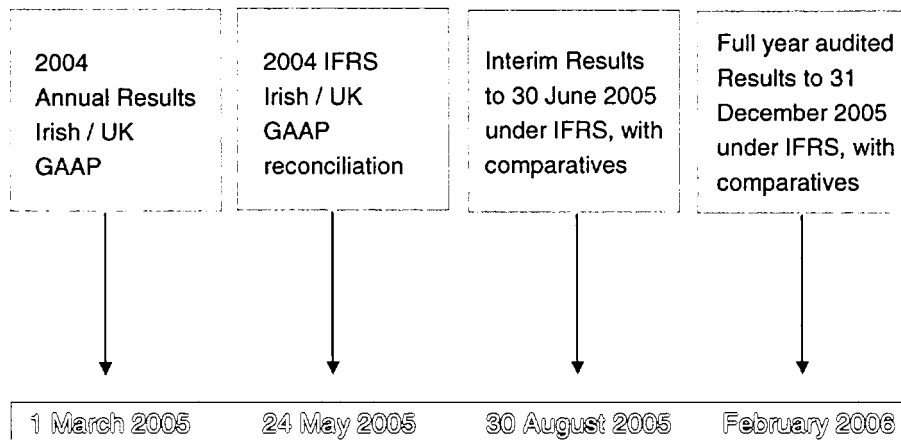 2004
Annual Results
Irish / UK
GAAP
2004 IFRS
Irish / UK
GAAP
reconciliation
Interim Results
to 30 June 2005
under IFRS, with
comparatives
Full year audited
Results to 31
December 2005
under IFRS, with
comparatives
1 March 2005
24 May 2005
30 August 2005
February 2006